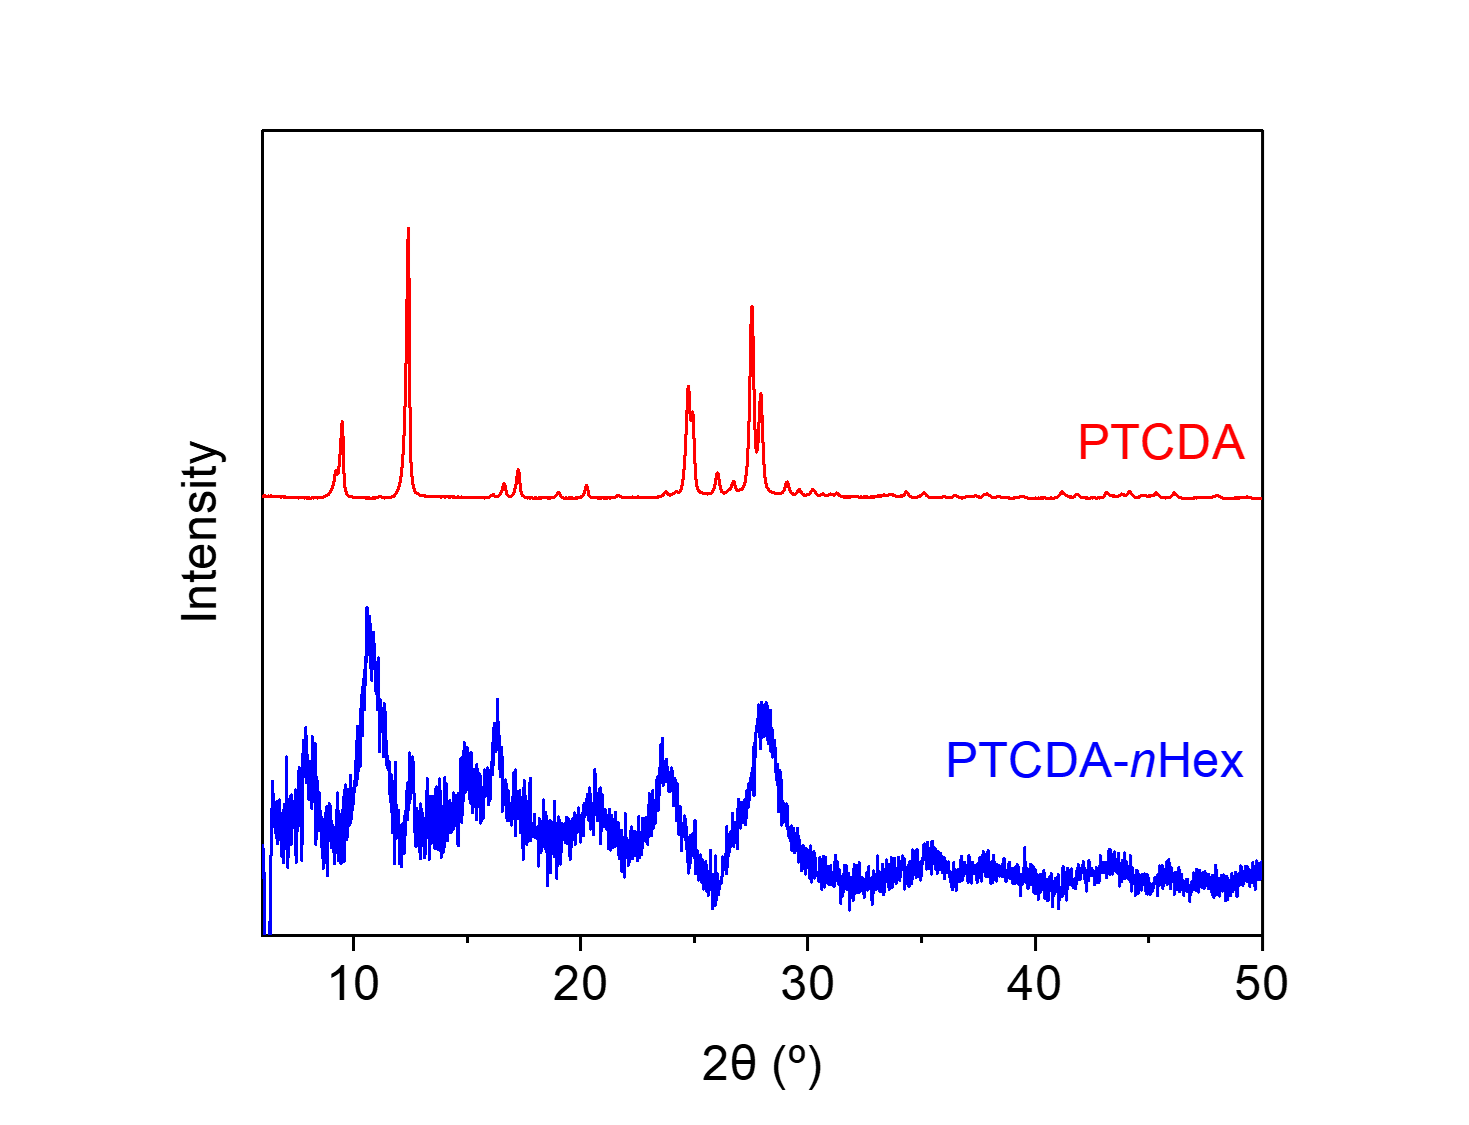 Intensity
PTCDA
PTCDA-nHex
10 20 30 40 50
2θ (º)